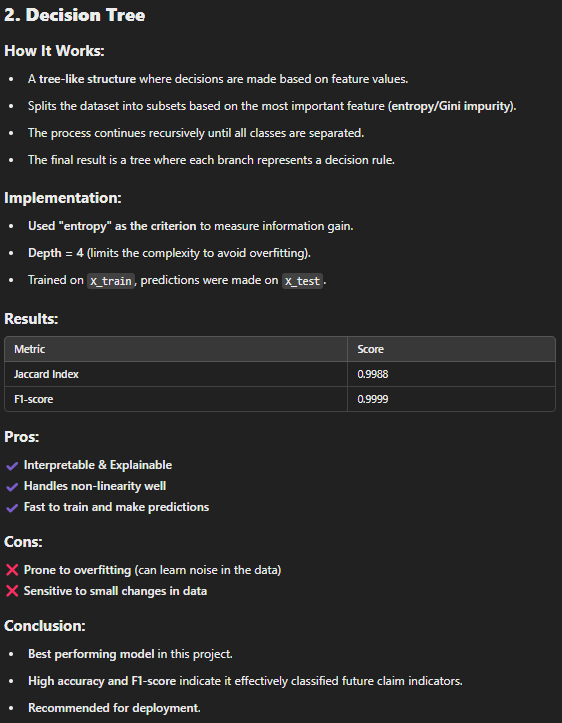 2. Decision Tree
How It Works:
• A tree-like structure where decisions are made based on feature values.
• Splits the dataset into subsets based on the most important feature (entropy/Gini impurity).
• The process continues recursively until all classes are separated.
• The final result is a tree where each branch represents a decision rule.
Implementation:
• Used "entropy" as the criterion to measure information gain.
• Depth = 4 (limits the complexity to avoid overfitting).
• Trained on X_train, predictions were made on X_test.
Results:
Metric Score
Jaccard Index 0.9988
F1-score 0.9999
Pros:
✔ Interpretable & Explainable
✔ Handles non-linearity well
✔ Fast to train and make predictions
Cons:
❌ Prone to overfitting (can learn noise in the data)
❌ Sensitive to small changes in data
Conclusion:
• Best performing model in this project.
• High accuracy and F1-score indicate it effectively classified future claim indicators.
• Recommended for deployment.